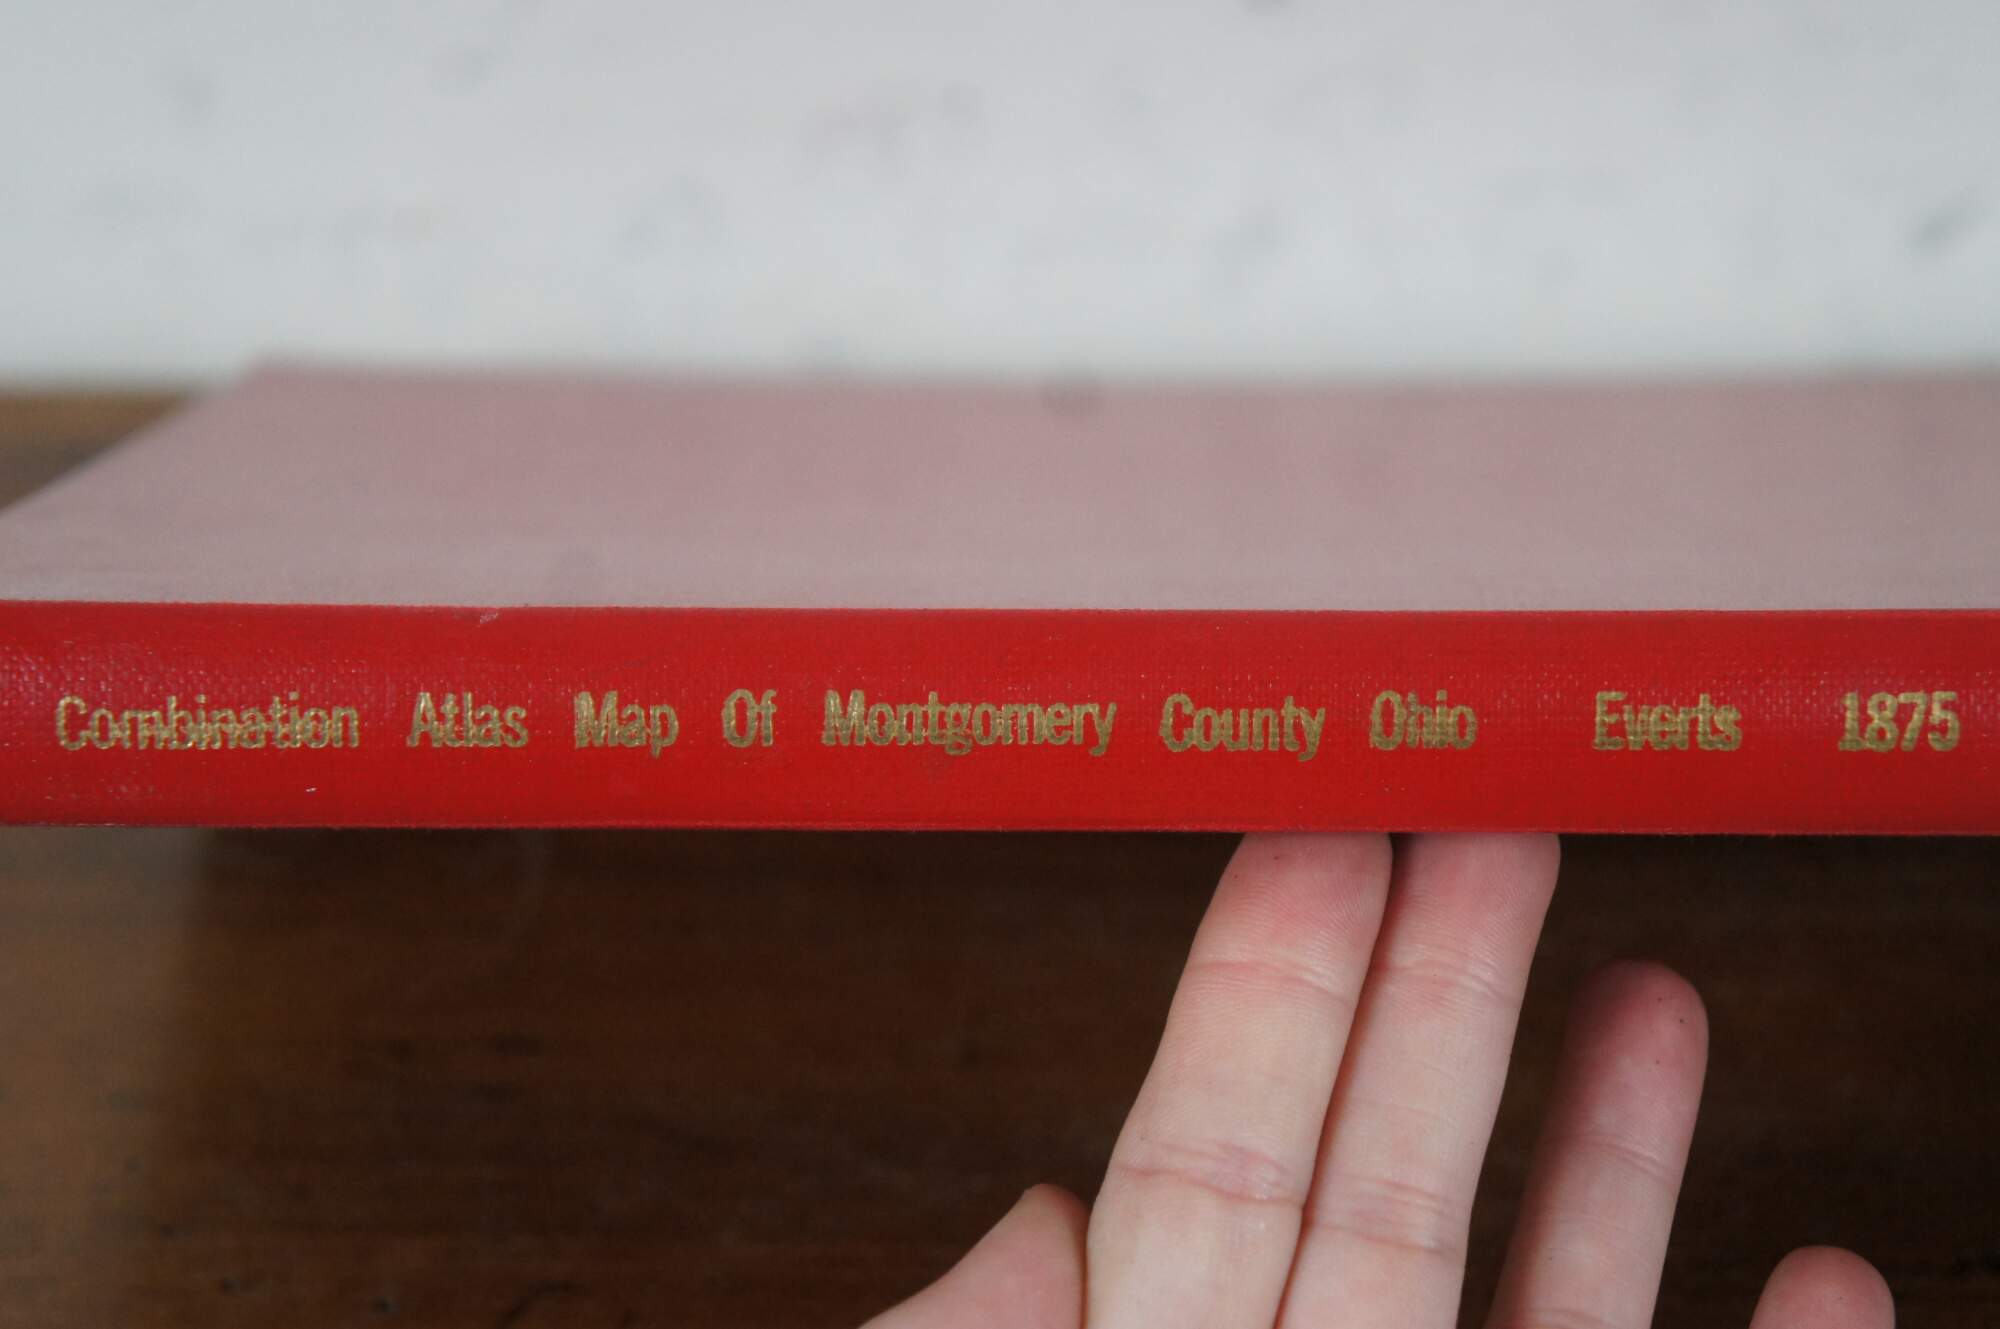 Combination Atlas Map Of Montgomery County Ohio Everts 1875